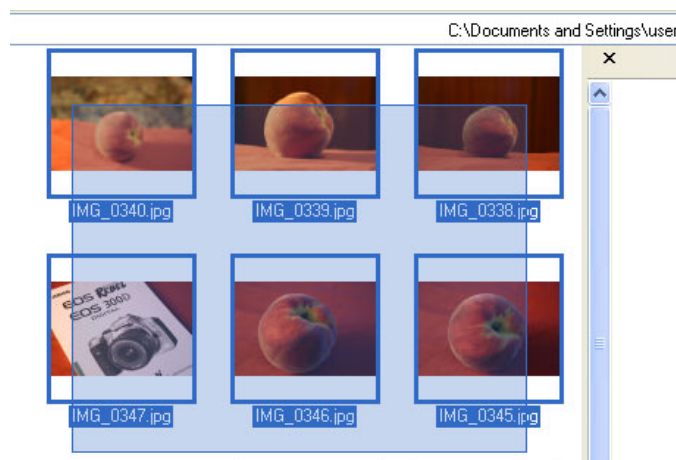 C:\Documents and Settings\user
IMG_0340.jpg
IMG_0339.jpg
IMG_0338.jpg
EOS REBEL
EOS 300D
DIGITAL
IMG_0347.jpg
IMG_0346.jpg
IMG_0345.jpg